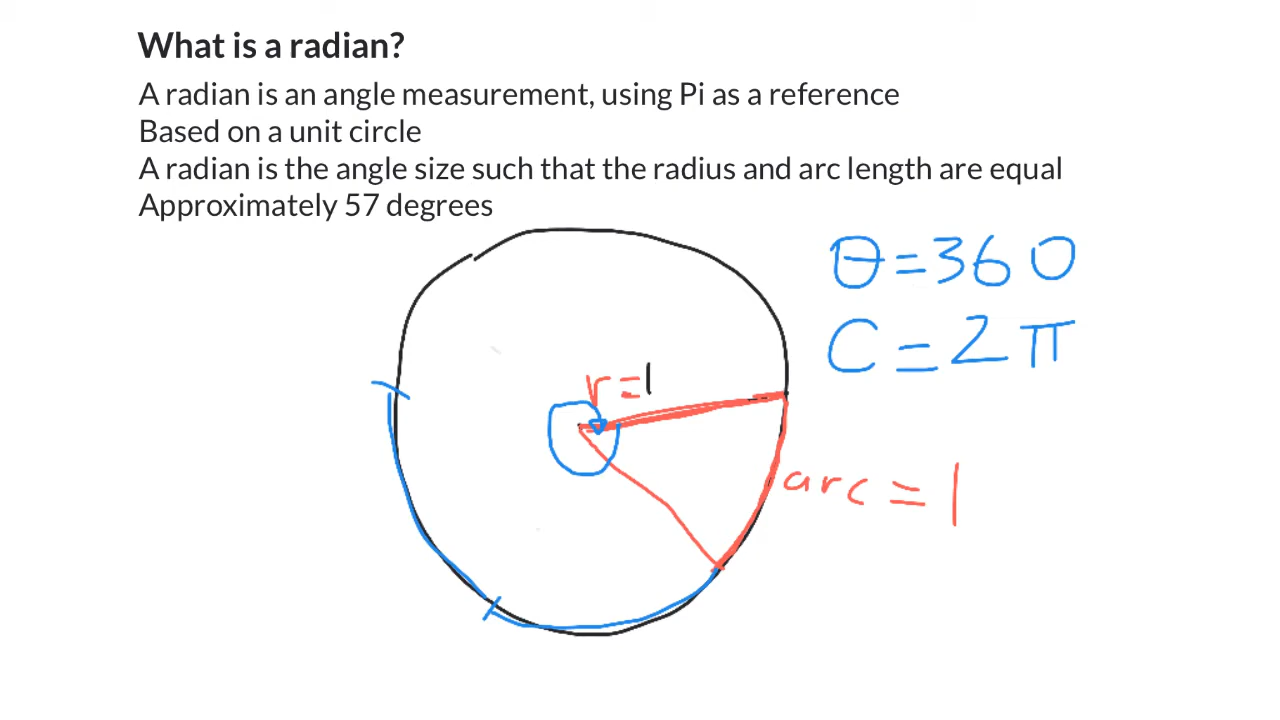 What is a radian?
A radian is an angle measurement, using Pi as a reference
Based on a unit circle
A radian is the angle size such that the radius and arc length are equal
Approximately 57 degrees
θ=360
C=2π
r=1
arc=1